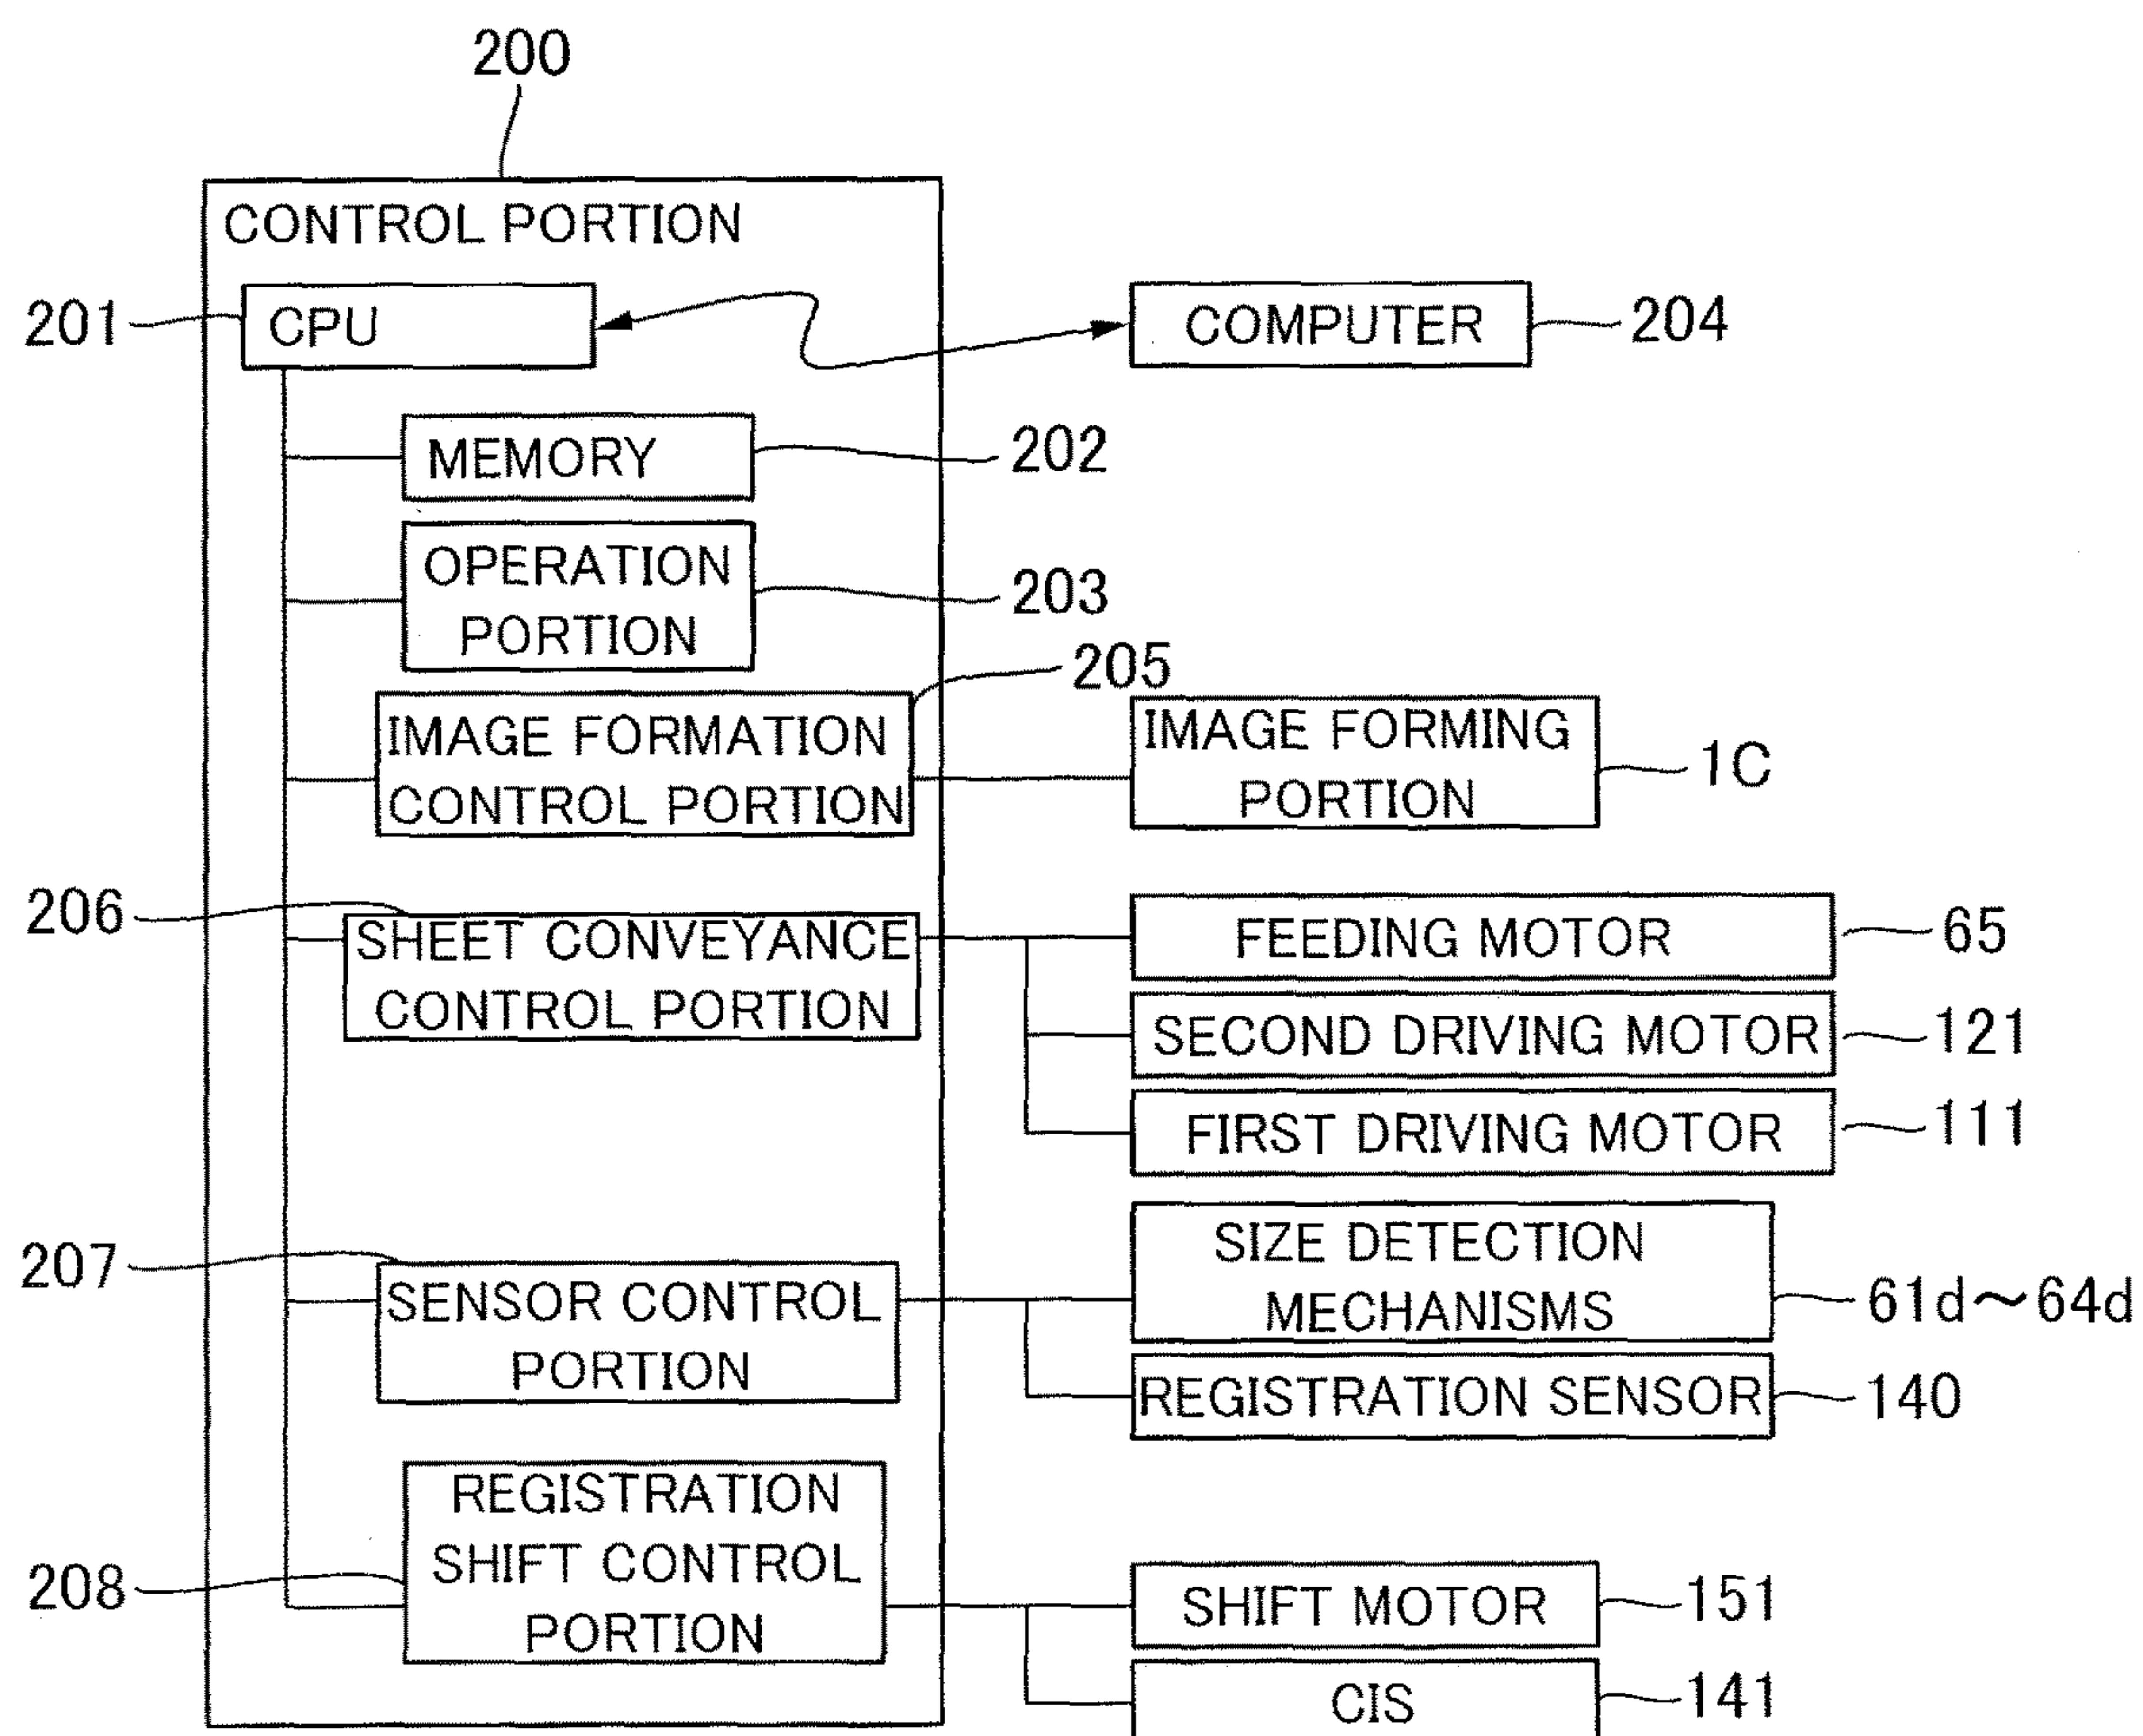 200
CONTROL PORTION
201
CPU
COMPUTER
204
MEMORY
202
OPERATION
PORTION
203
205
IMAGE FORMATION
CONTROL PORTION
IMAGE FORMING
PORTION
1C
206
SHEET CONVEYANCE
CONTROL PORTION
FEEDING MOTOR
65
SECOND DRIVING MOTOR
121
FIRST DRIVING MOTOR
111
207
SENSOR CONTROL
PORTION
SIZE DETECTION
MECHANISMS
61d～64d
REGISTRATION SENSOR
140
208
REGISTRATION
SHIFT CONTROL
PORTION
SHIFT MOTOR
151
CIS
141